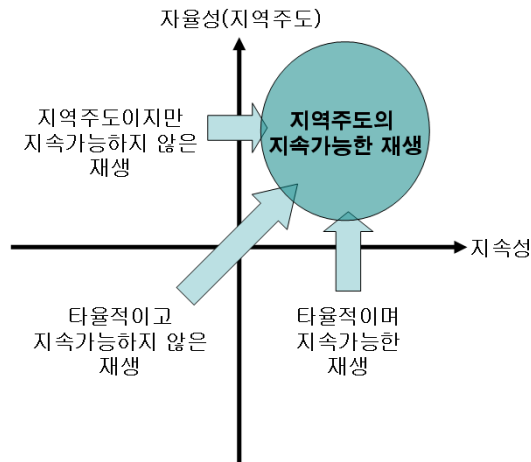 자율성(지역주도)
지역주도이지만
지속가능하지 않은
재생
지역주도의
지속가능한 재생
지속성
타율적이고
지속가능하지 않은
재생
타율적이며
지속가능한
재생